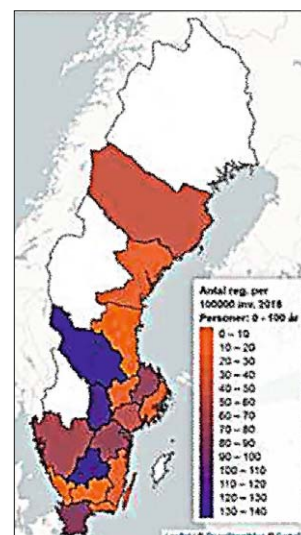 Antal reg. per
100000 inv, 2018
Personer: 0 - 100 år
0 – 10
10 – 20
20 – 30
30 – 40
40 – 50
50 – 60
60 – 70
70 – 80
80 – 90
90 – 100
100 – 110
110 – 120
120 – 130
130 – 140